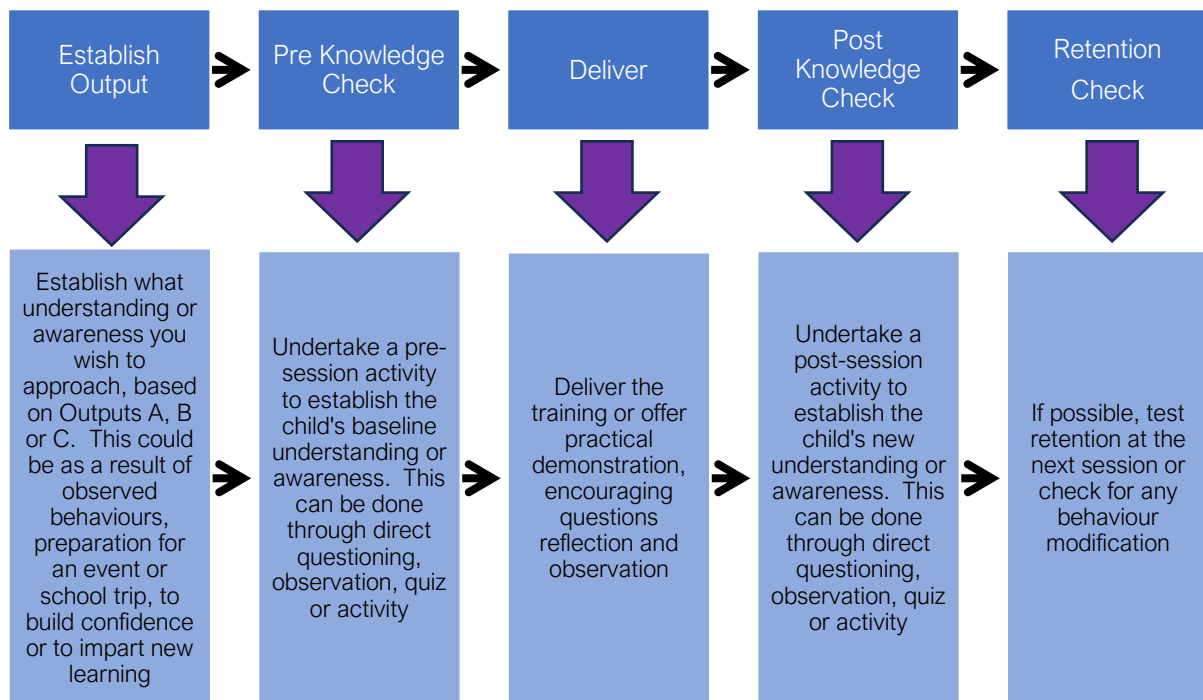 Establish
Output
Pre Knowledge
Check
Deliver
Post
Knowledge
Check
Retention
Check
Establish what
understanding or
awareness you
wish to
approach, based
on Outputs A, B
or C.  This could
be as a result of
observed
behaviours,
preparation for
an event or
school trip, to
build confidence
or to impart new
learning
Undertake a pre-
session activity
to establish the
child's baseline
understanding or
awareness.  This
can be done
through direct
questioning,
observation, quiz
or activity
Deliver the
training or offer
practical
demonstration,
encouraging
questions
reflection and
observation
Undertake a
post-session
activity to
establish the
child's new
understanding or
awareness.  This
can be done
through direct
questioning,
observation, quiz
or activity
If possible, test
retention at the
next session or
check for any
behaviour
modification